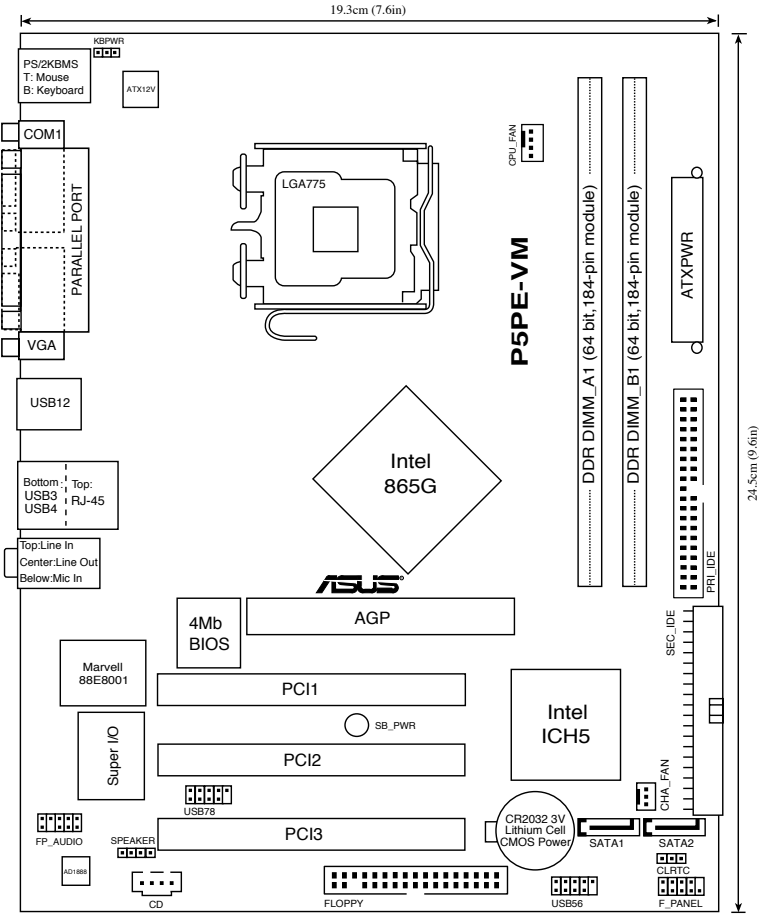 19.3cm (7.6in)
KBPWR
PS/2KBMS
T: Mouse
B: Keyboard
ATX12V
COM1
PARALLEL PORT
VGA
LGA775
CPU_FAN
P5PE-VM
DDR DIMM_A1 (64 bit,184-pin module)
DDR DIMM_B1 (64 bit,184-pin module)
ATXPWR
24.5cm (9.6in)
USB12
Intel
865G
Bottom:
USB3
USB4
Top:
RJ-45
Top:Line In
Center:Line Out
Below:Mic In
PRI_IDE
ASUS
4Mb
BIOS
AGP
SEC_IDE
Marvell
88E8001
PCI1
Intel
ICH5
SB_PWR
Super I/O
PCI2
CHA_FAN
USB78
CR2032 3V
Lithium Cell
CMOS Power
FP_AUDIO
SPEAKER
PCI3
SATA1
SATA2
CLRTC
AD1888
CD
FLOPPY
USB56
F_PANEL